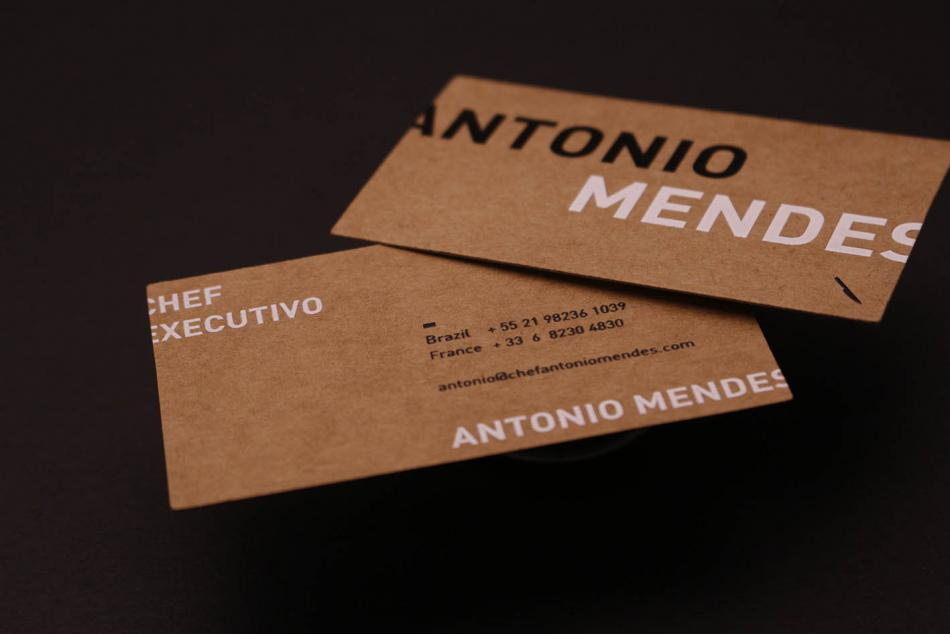 ANTONIO
MENDES
CHEF
EXECUTIVO
Brazil + 55 21 98236 1039
France + 33 6 8230 4830
antonio@chefantoniomendes.com
ANTONIO MENDES